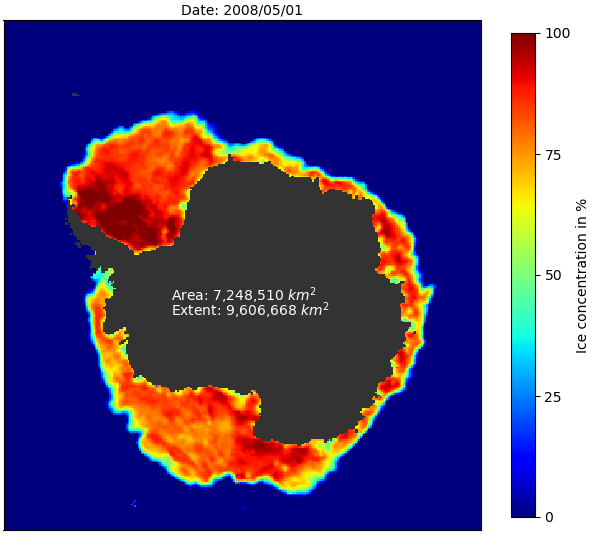 Date: 2008/05/01
100
75
50
25
0
Ice concentration in %
Area: 7,248,510 km²
Extent: 9,606,668 km²